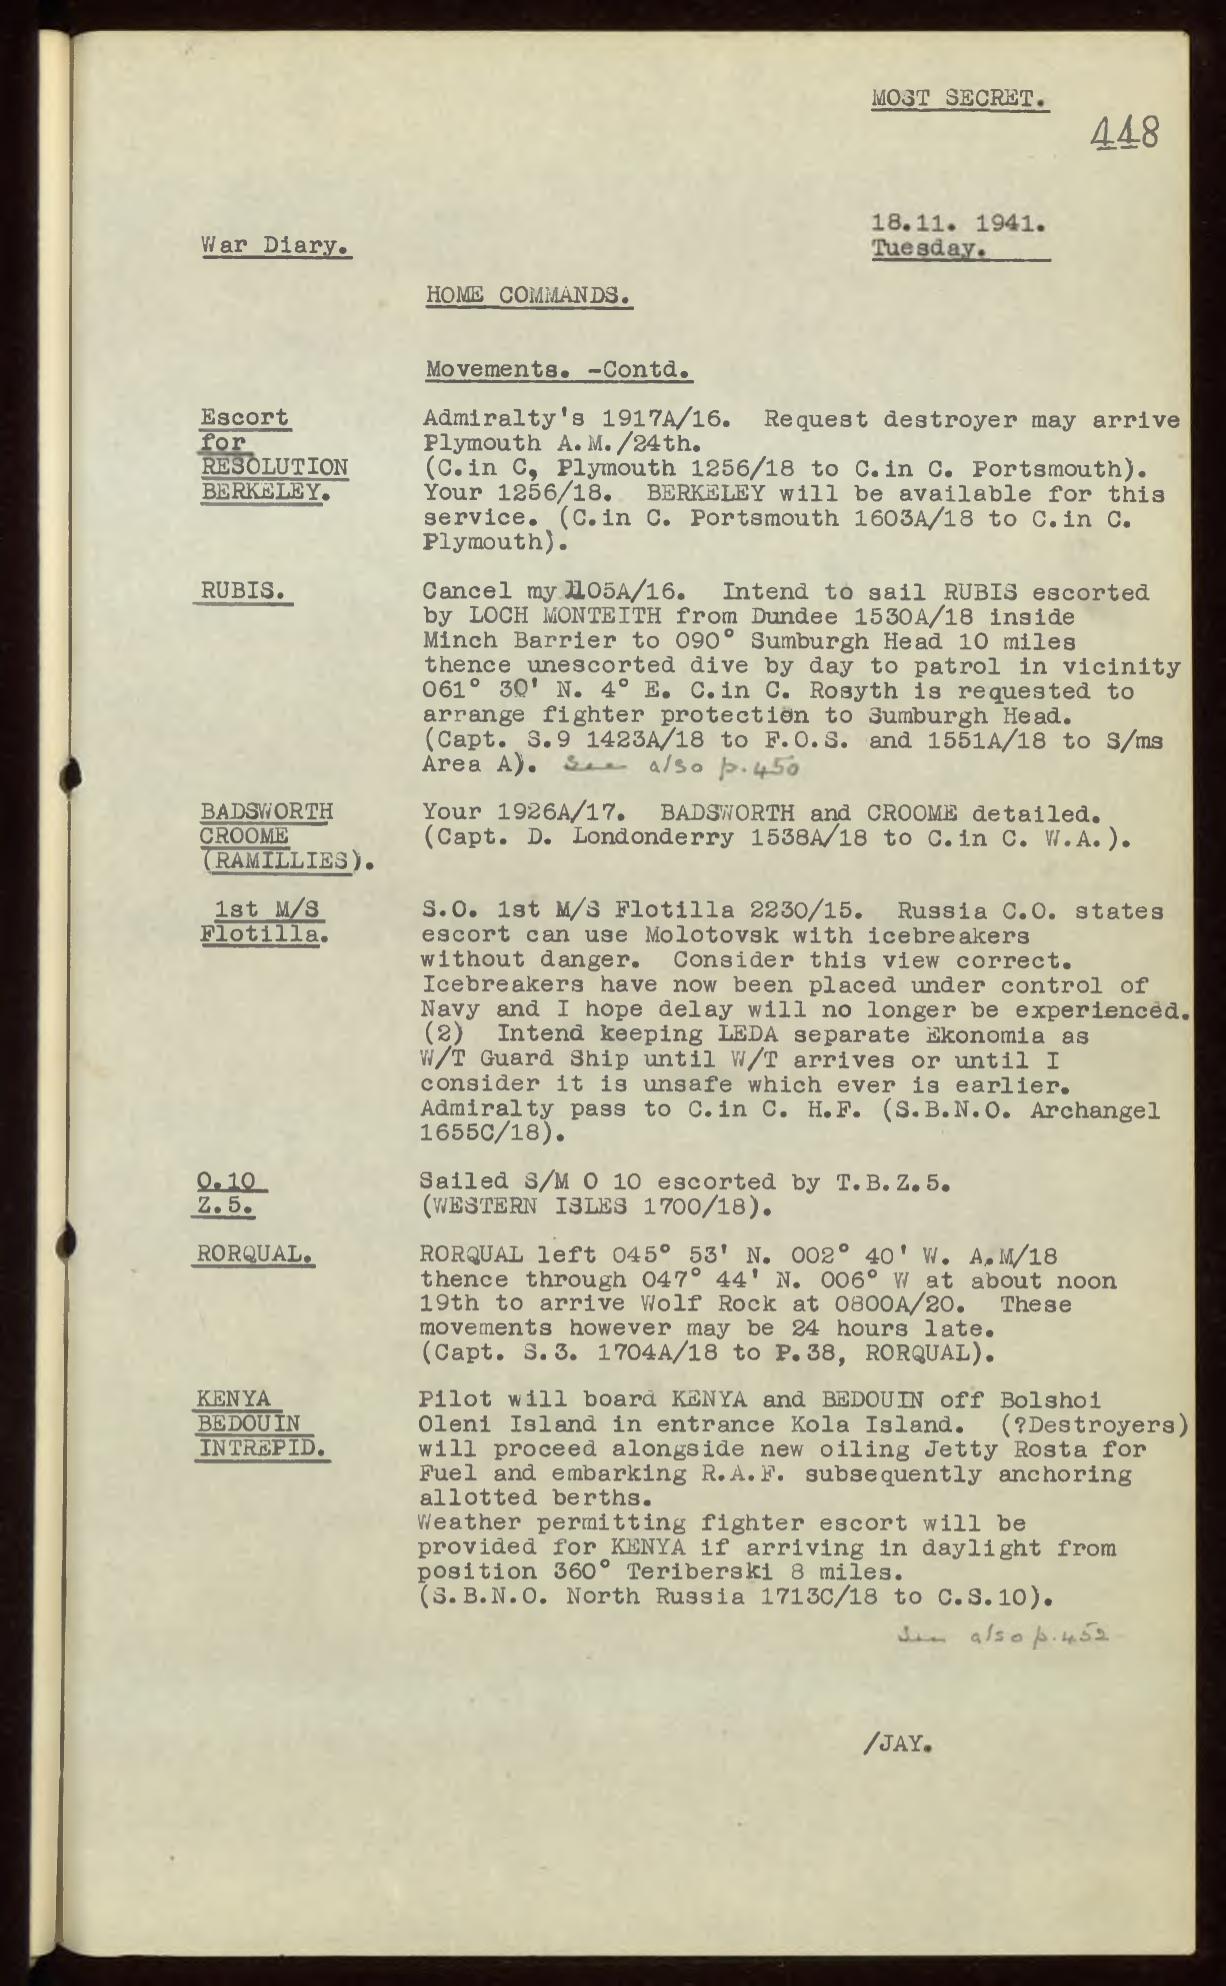 MOST SECRET.
448
18.11. 1941.
War Diary.
Tuesday.
HOME COMMANDS.
Movements. -Contd.
Escort
for
RESOLUTION
BERKELEY.
Admiralty's 1917A/16. Request destroyer may arrive
Plymouth A.M./24th.
(C.in C, Plymouth 1256/18 to C.in C. Portsmouth).
Your 1256/18. BERKELEY will be available for this
service. (C.in C. Portsmouth 1603A/18 to C.in C.
Plymouth).
RUBIS.
Cancel my 1105A/16. Intend to sail RUBIS escorted
by LOCH MONTEITH from Dundee 1530A/18 inside
Minch Barrier to 090° Sumburgh Head 10 miles
thence unescorted dive by day to patrol in vicinity
061° 30' N. 4° E. C.in C. Rosyth is requested to
arrange fighter protection to Sumburgh Head.
(Capt. S.9 1423A/18 to F.O.S. and 1551A/18 to S/ms
Area A). See also p.450
BADSWORTH
CROOME
(RAMILLIES).
Your 1926A/17. BADSWORTH and CROOME detailed.
(Capt. D. Londonderry 1538A/18 to C.in C. W.A.).
1st M/S
Flotilla.
S.O. 1st M/S Flotilla 2230/15. Russia C.O. states
escort can use Molotovsk with icebreakers
without danger. Consider this view correct.
Icebreakers have now been placed under control of
Navy and I hope delay will no longer be experienced.
(2) Intend keeping LEDA separate Ekonomia as
W/T Guard Ship until W/T arrives or until I
consider it is unsafe which ever is earlier.
Admiralty pass to C.in C. H.F. (S.B.N.O. Archangel
1655C/18).
O.10
Z.5.
Sailed S/M O 10 escorted by T.B.Z.5.
(WESTERN ISLES 1700/18).
RORQUAL.
RORQUAL left 045° 53' N. 002° 40' W. A.M/18
thence through 047° 44' N. 006° W at about noon
19th to arrive Wolf Rock at 0800A/20. These
movements however may be 24 hours late.
(Capt. S.3. 1704A/18 to P.38, RORQUAL).
KENYA
BEDOUIN
INTREPID.
Pilot will board KENYA and BEDOUIN off Bolshoi
Oleni Island in entrance Kola Island. (?Destroyers)
will proceed alongside new oiling Jetty Rosta for
Fuel and embarking R.A.F. subsequently anchoring
allotted berths.
Weather permitting fighter escort will be
provided for KENYA if arriving in daylight from
position 360° Teriberski 8 miles.
(S.B.N.O. North Russia 1713C/18 to C.S.10).
See also p.452
/JAY.